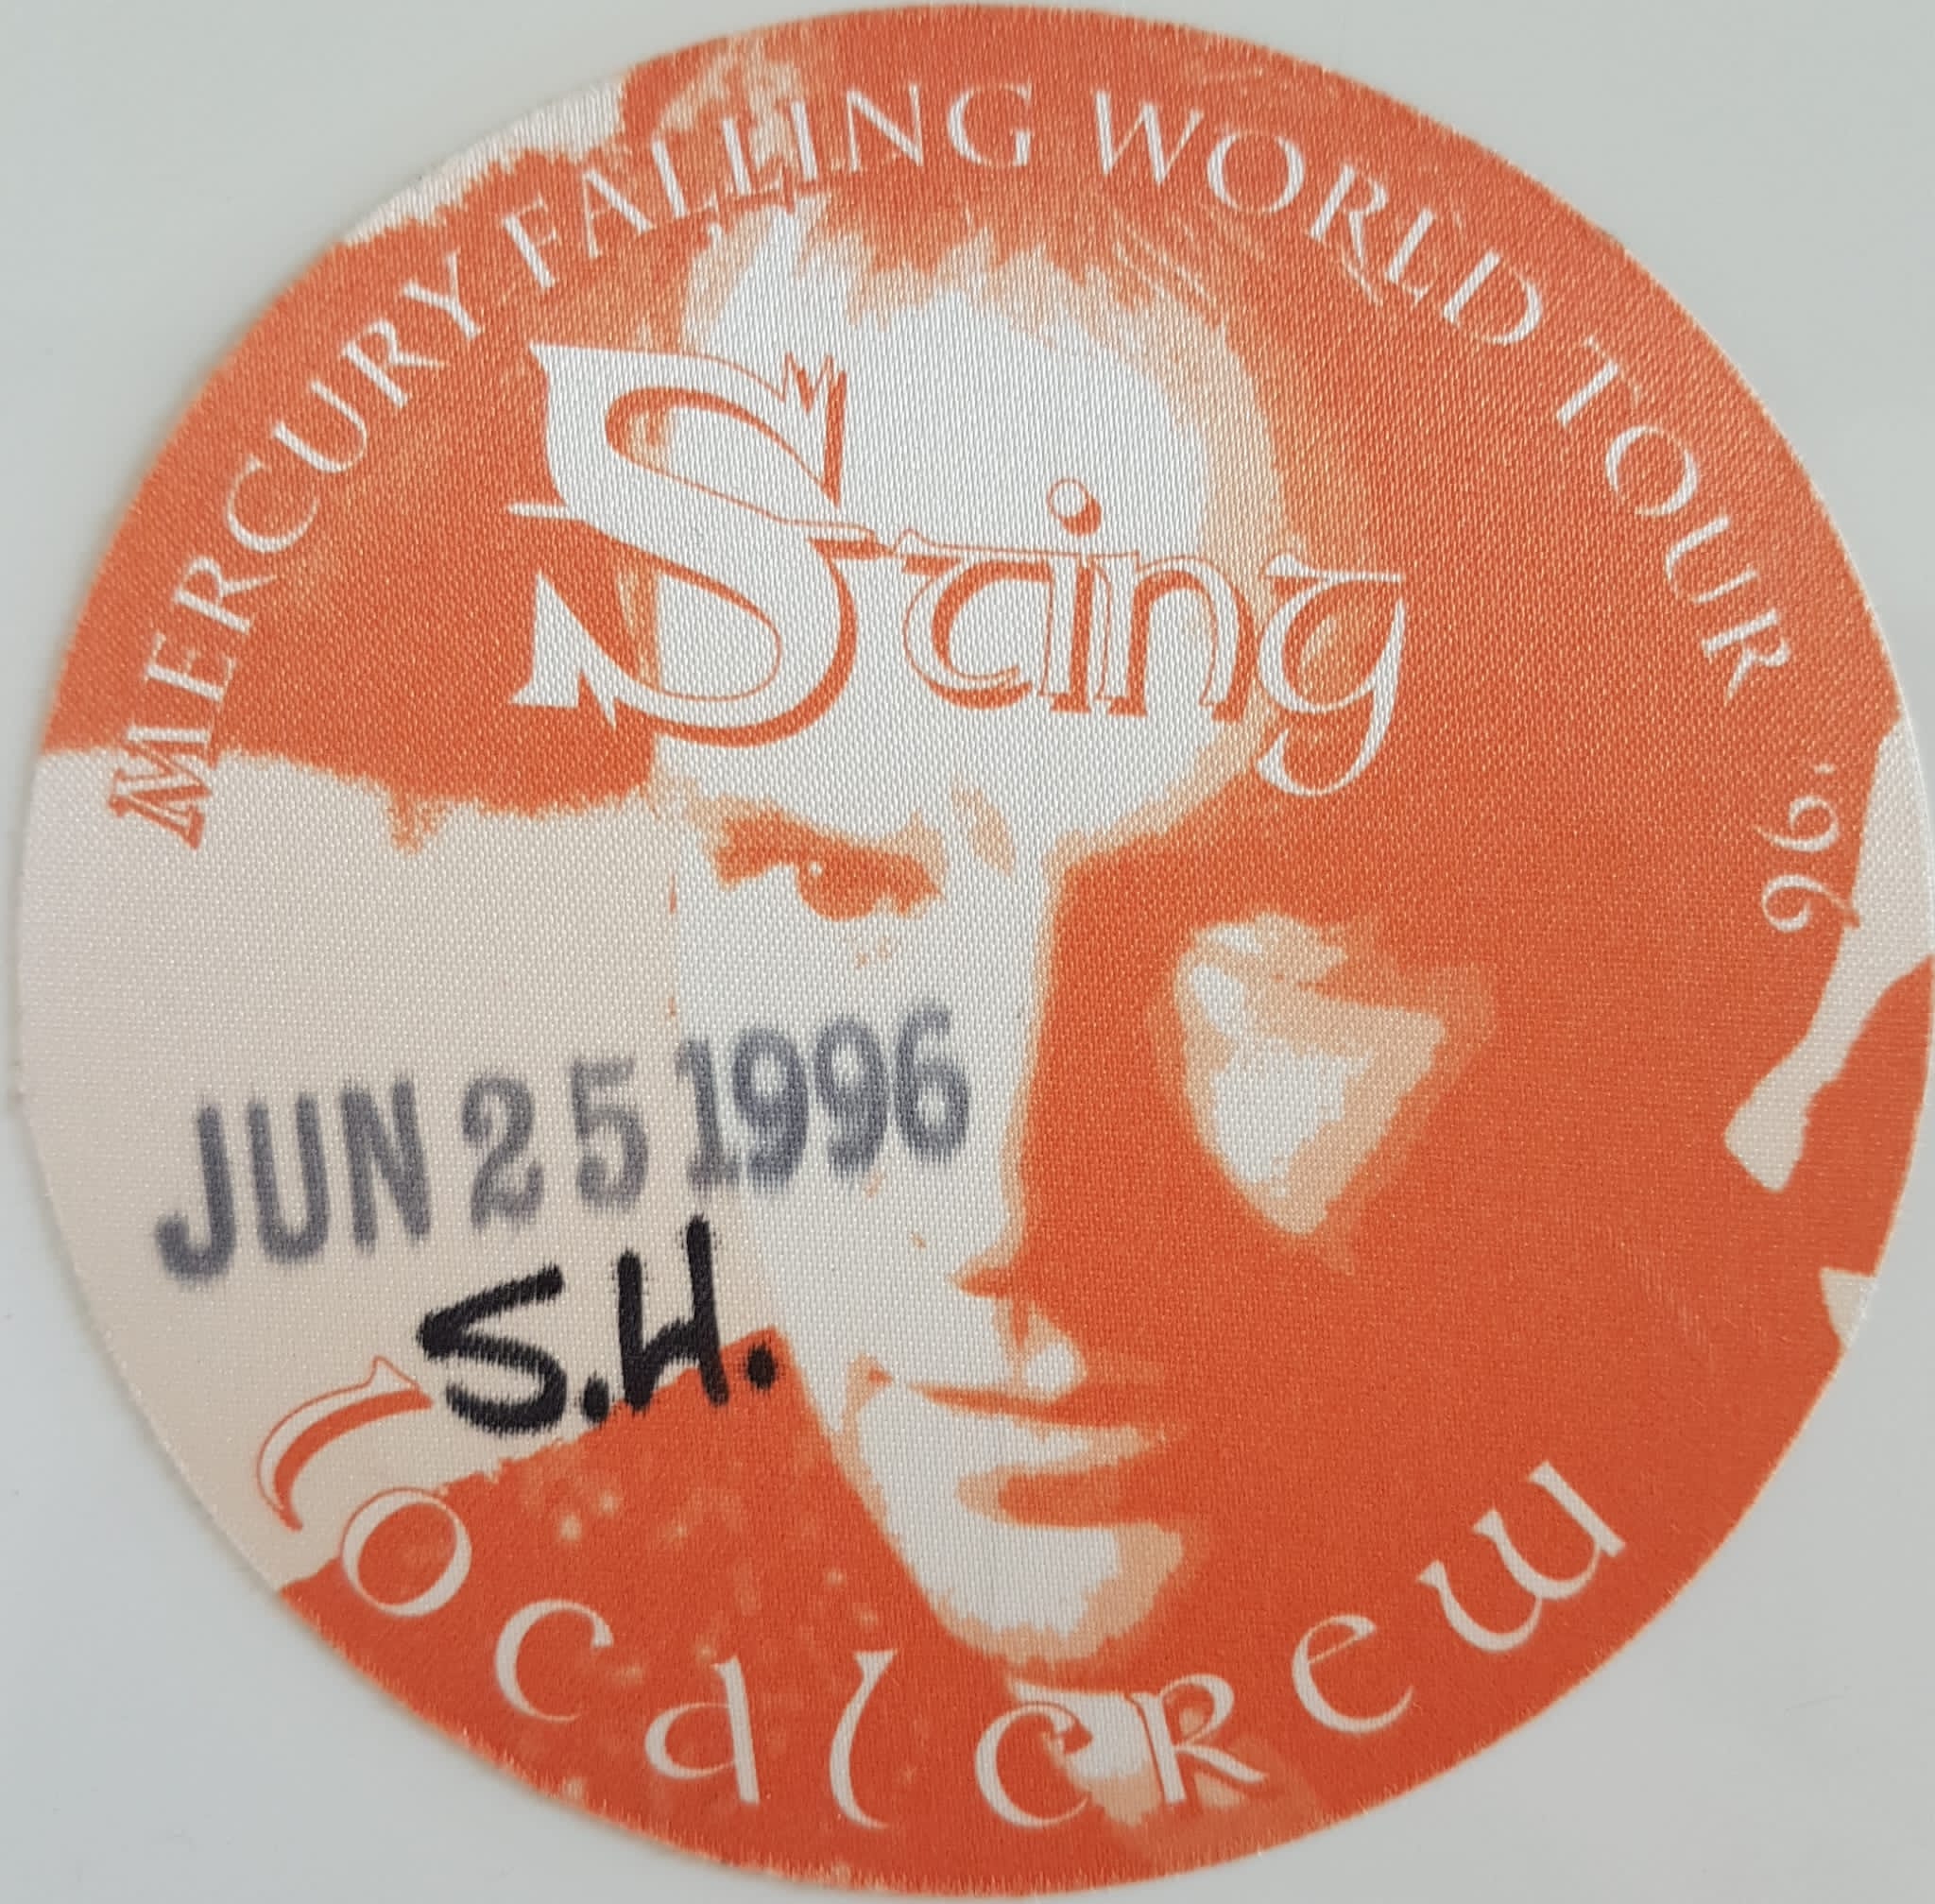 MERCURY FALLING WORLD TOUR '96
Sting
JUN 25 1996
S.H.
Local CRew